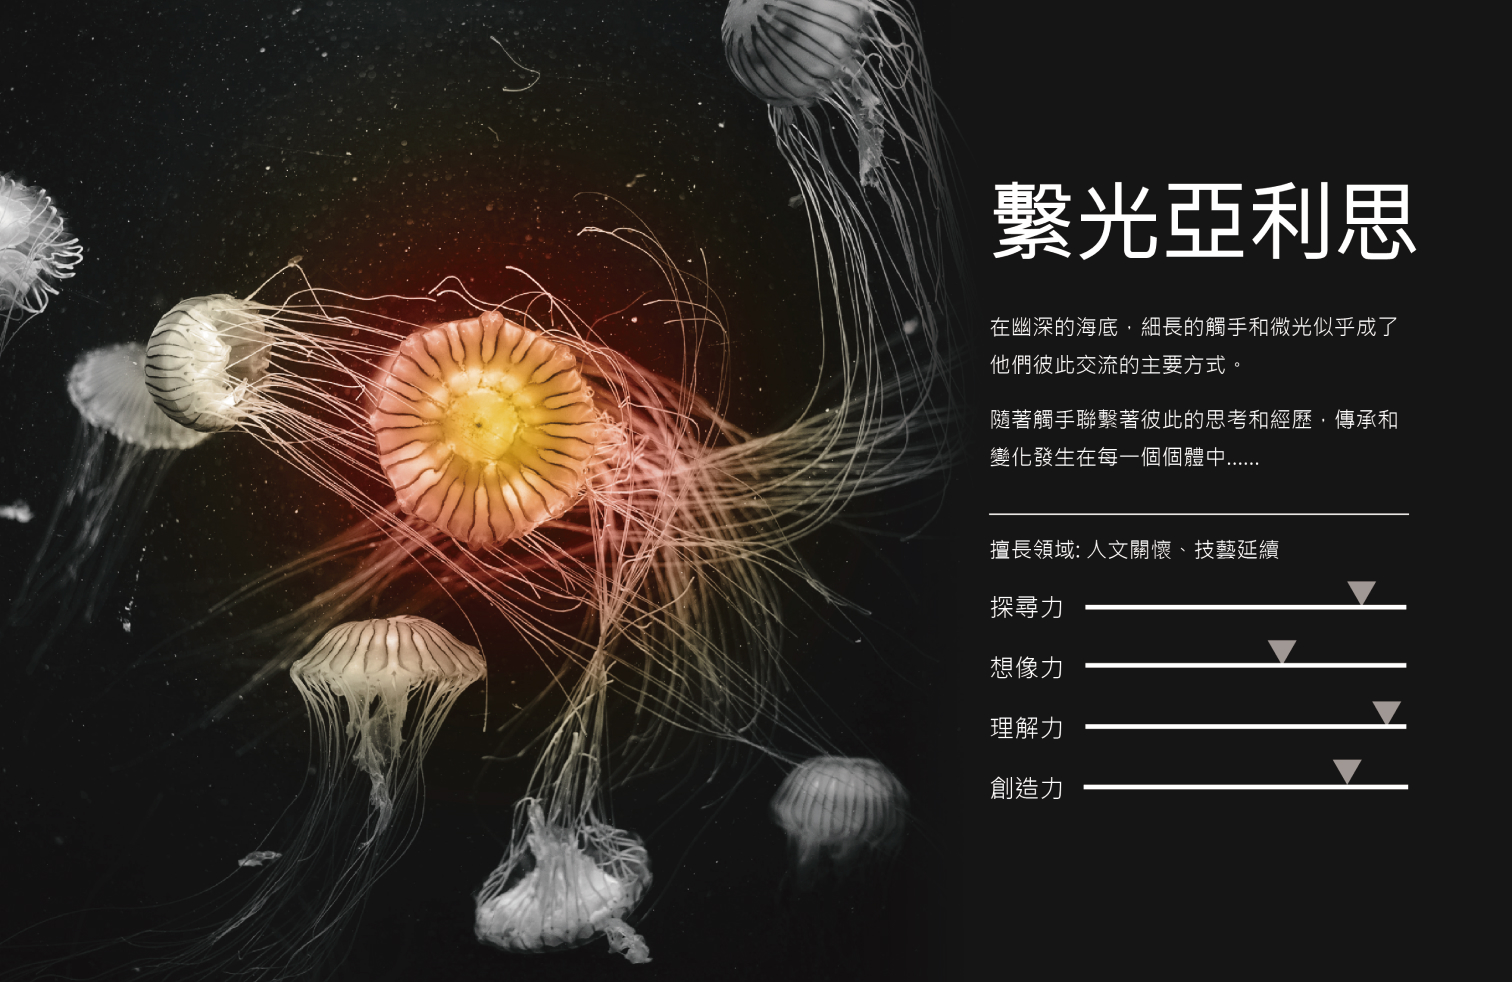 繫光亞利思
在幽深的海底，細長的觸手和微光似乎成了
他們彼此交流的主要方式。
隨著觸手聯繫著彼此的思考和經歷，傳承和
變化發生在每一個個體中......
擅長領域: 人文關懷、技藝延續
探尋力
想像力
理解力
創造力